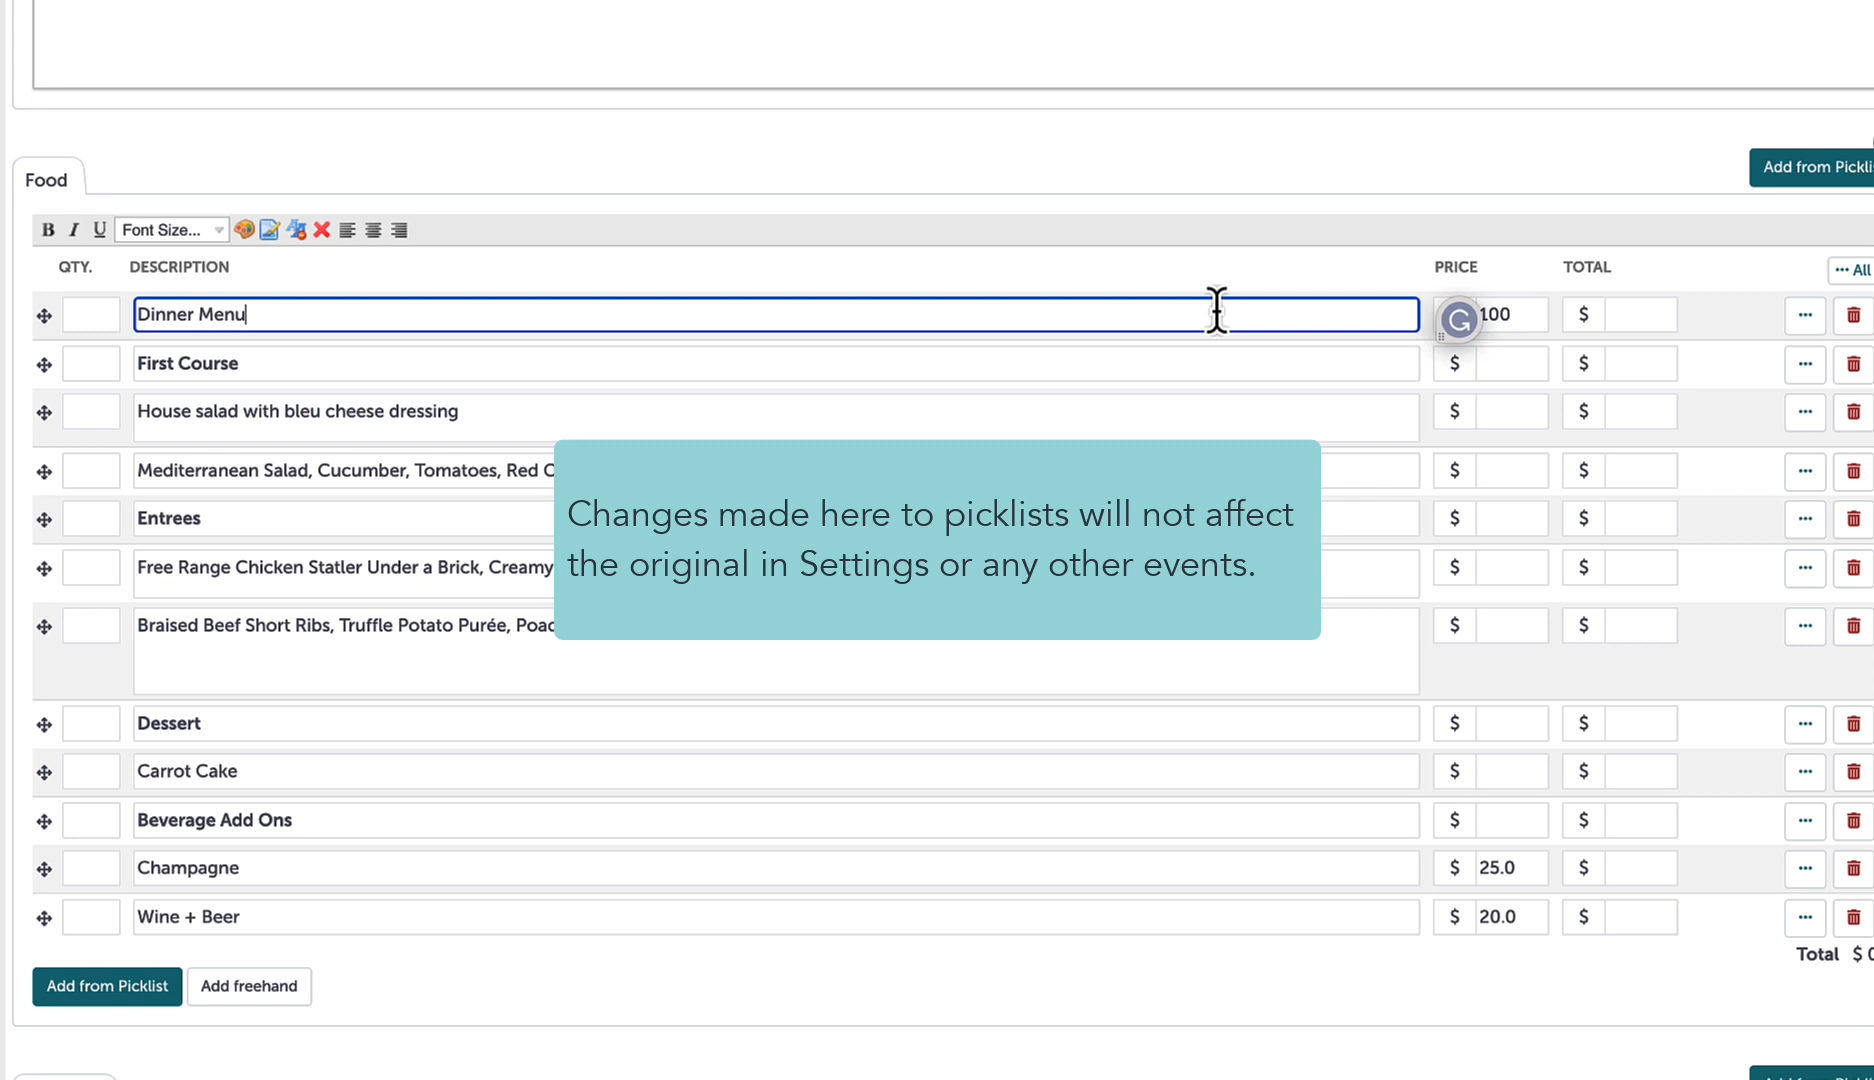 Food
Add from Pickli
B I U Font Size...
QTY. DESCRIPTION PRICE TOTAL ··· All
Dinner Menu 100 $ ···
First Course $ $ ···
House salad with bleu cheese dressing $ $ ···
Mediterranean Salad, Cucumber, Tomatoes, Red $ $ ···
Entrees $ $ ···
Free Range Chicken Statler Under a Brick, Creamy $ $ ···
Braised Beef Short Ribs, Truffle Potato Purée, $ $ ···
Changes made here to picklists will not affect
the original in Settings or any other events.
Dessert $ $ ···
Carrot Cake $ $ ···
Beverage Add Ons $ $ ···
Champagne $ 25.0 $ ···
Wine + Beer $ 20.0 $ ···
Total $
Add from Picklist Add freehand